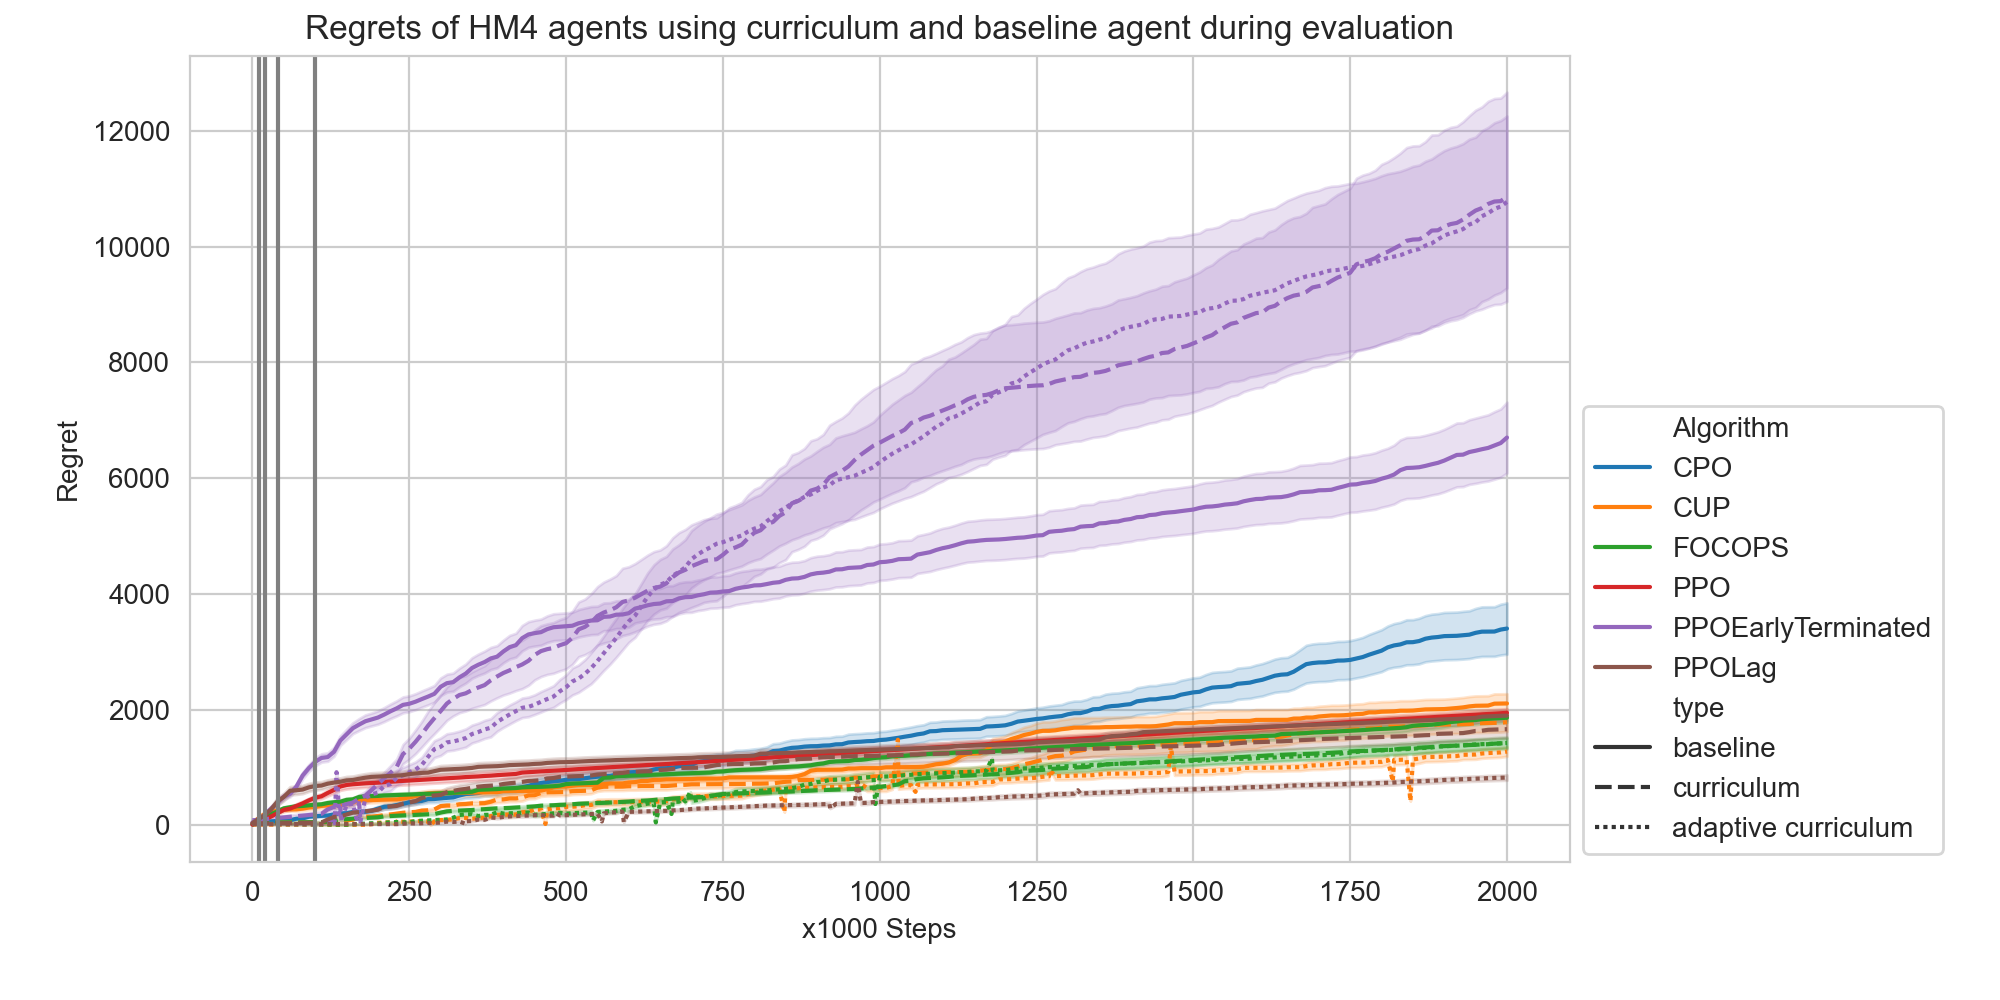 Regrets of HM4 agents using curriculum and baseline agent during evaluation
12000
10000
8000
6000
4000
2000
0
Regret
0 250 500 750 1000 1250 1500 1750 2000
x1000 Steps
Algorithm
CPO
CUP
FOCOPS
PPO
PPOEarlyTerminated
PPOLag
type
baseline
curriculum
adaptive curriculum